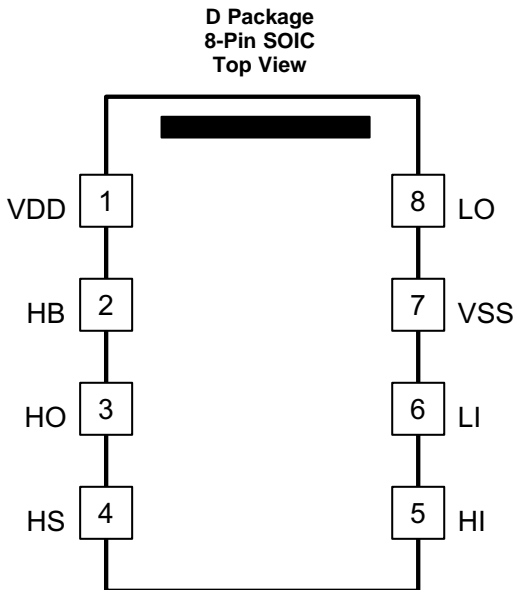 D Package
8-Pin SOIC
Top View
VDD 1 8 LO
HB 2 7 VSS
HO 3 6 LI
HS 4 5 HI